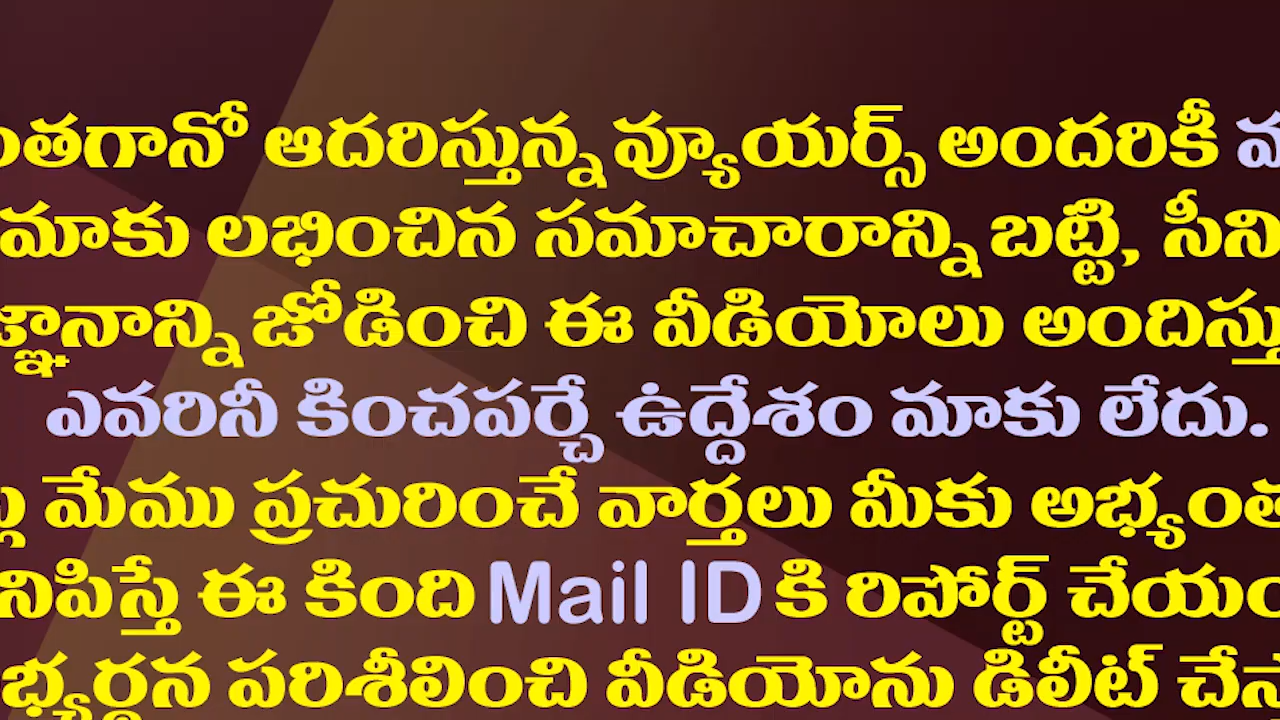 ంతగానో ఆదరిస్తున్న వ్యూయర్స్ అందరికీ
మాకు లభించిన సమాచారాన్ని బట్టి, సీని
జ్ఞానాన్ని జోడించి ఈ వీడియోలు అందిస్తు
ఎవరినీ కించపర్చే ఉద్దేశం మాకు లేదు.
మేము ప్రచురించే వార్తలు మీకు అభ్యంత
నిపిస్తే ఈ కింది Mail ID కి రిపోర్ట్ చేయం
భ్యర్థన పరిశీలించి వీడియోను డిలీట్ చేస